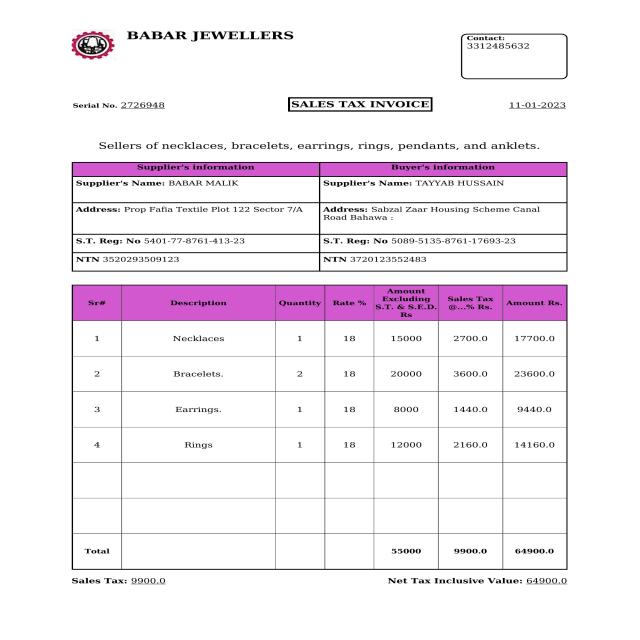 BABAR JEWELLERS
Contact:
3312485632
Serial No. 2726948
SALES TAX INVOICE
11-01-2023
Sellers of necklaces, bracelets, earrings, rings, pendants, and anklets.
Supplier's information Buyer's information
Supplier's Name: BABAR MALIK Supplier's Name: TAYYAB HUSSAIN
Address: Prop Fafia Textile Plot 122 Sector 7/A Address: Sabzal Zaar Housing Scheme Canal
Road Bahawa :
S.T. Reg: No 5401-77-8761-413-23 S.T. Reg: No 5089-5135-8761-17693-23
NTN 3520293509123 NTN 3720123552483
Sr# Description Quantity Rate % Amount Excluding S.T. & S.E.D. Rs Sales Tax @...% Rs. Amount Rs.
1 Necklaces 1 18 15000 2700.0 17700.0
2 Bracelets. 2 18 20000 3600.0 23600.0
3 Earrings. 1 18 8000 1440.0 9440.0
4 Rings 1 18 12000 2160.0 14160.0
Total 55000 9900.0 64900.0
Sales Tax: 9900.0 Net Tax Inclusive Value: 64900.0